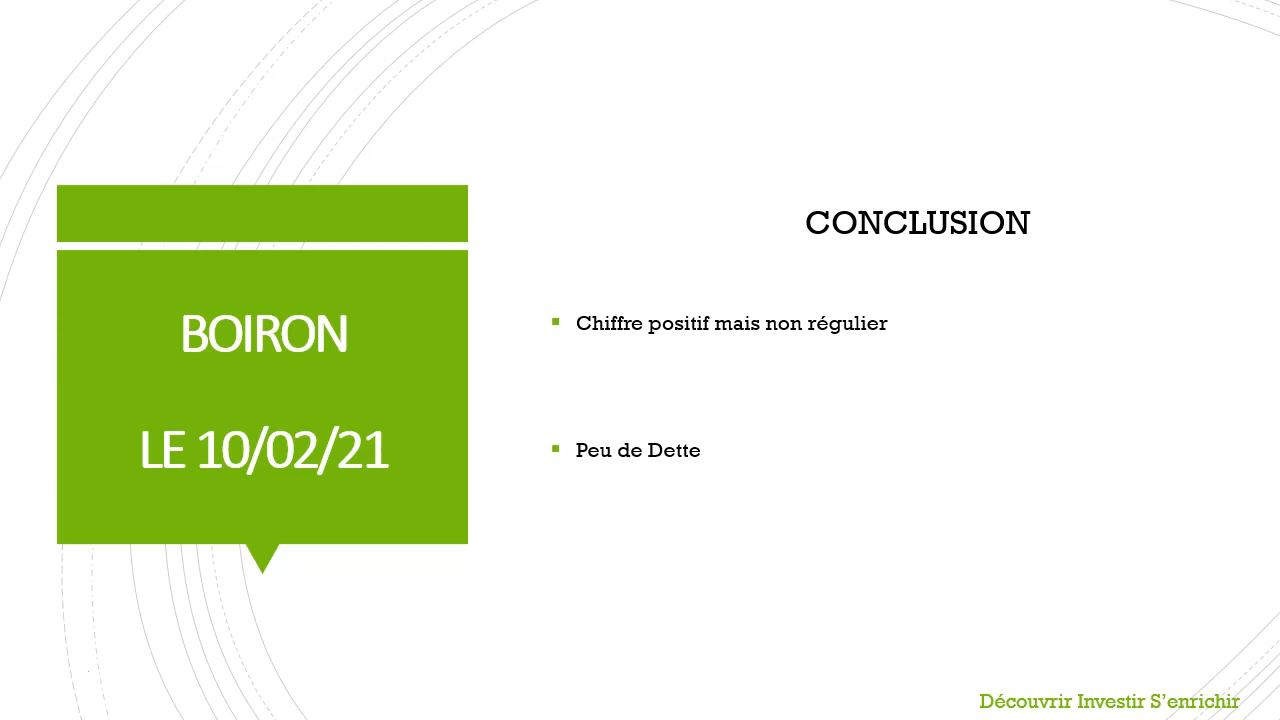 BOIRON
LE 10/02/21
CONCLUSION
Chiffre positif mais non régulier
Peu de Dette
Découvrir Investir S’enrichir